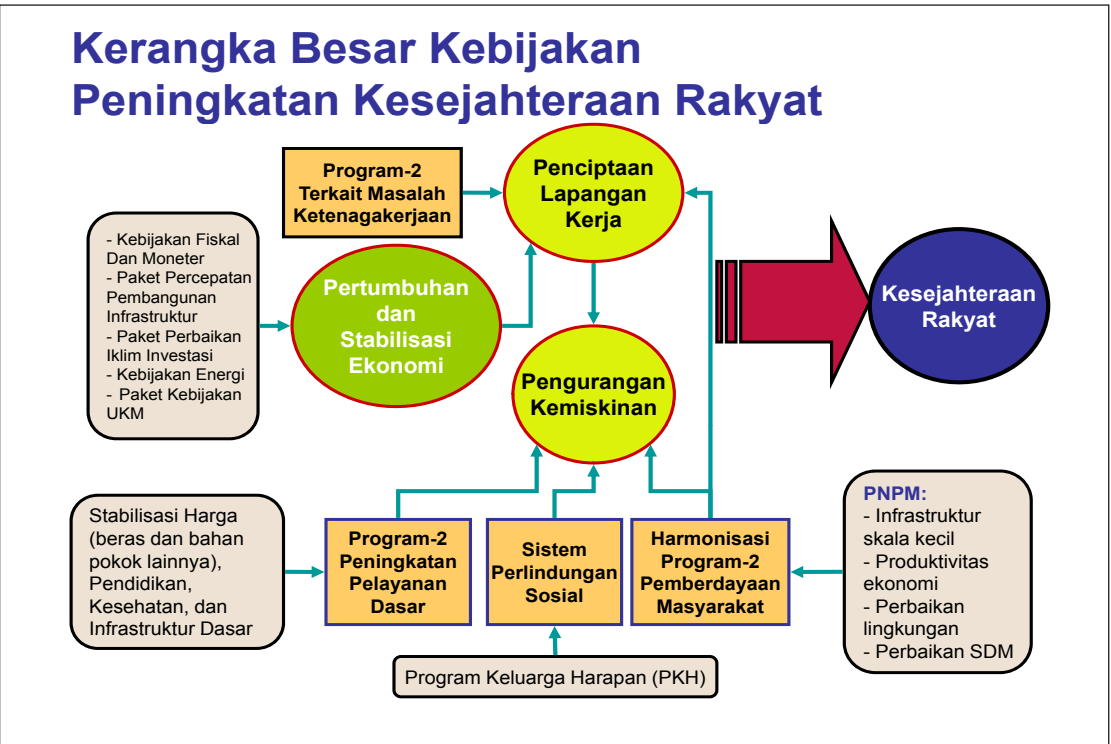 Kerangka Besar Kebijakan
Peningkatan Kesejahteraan Rakyat
Program-2
Terkait Masalah
Ketenagakerjaan
Penciptaan
Lapangan
Kerja
- Kebijakan Fiskal
Dan Moneter
- Paket Percepatan
Pembangunan
Infrastruktur
- Paket Perbaikan
Iklim Investasi
- Kebijakan Energi
- Paket Kebijakan
UKM
Pertumbuhan
dan
Stabilisasi
Ekonomi
Kesejahteraan
Rakyat
Pengurangan
Kemiskinan
Stabilisasi Harga
(beras dan bahan
pokok lainnya),
Pendidikan,
Kesehatan, dan
Infrastruktur Dasar
Program-2
Peningkatan
Pelayanan
Dasar
Sistem
Perlindungan
Sosial
Harmonisasi
Program-2
Pemberdayaan
Masyarakat
PNPM:
- Infrastruktur
skala kecil
- Produktivitas
ekonomi
- Perbaikan
lingkungan
- Perbaikan SDM
Program Keluarga Harapan (PKH)